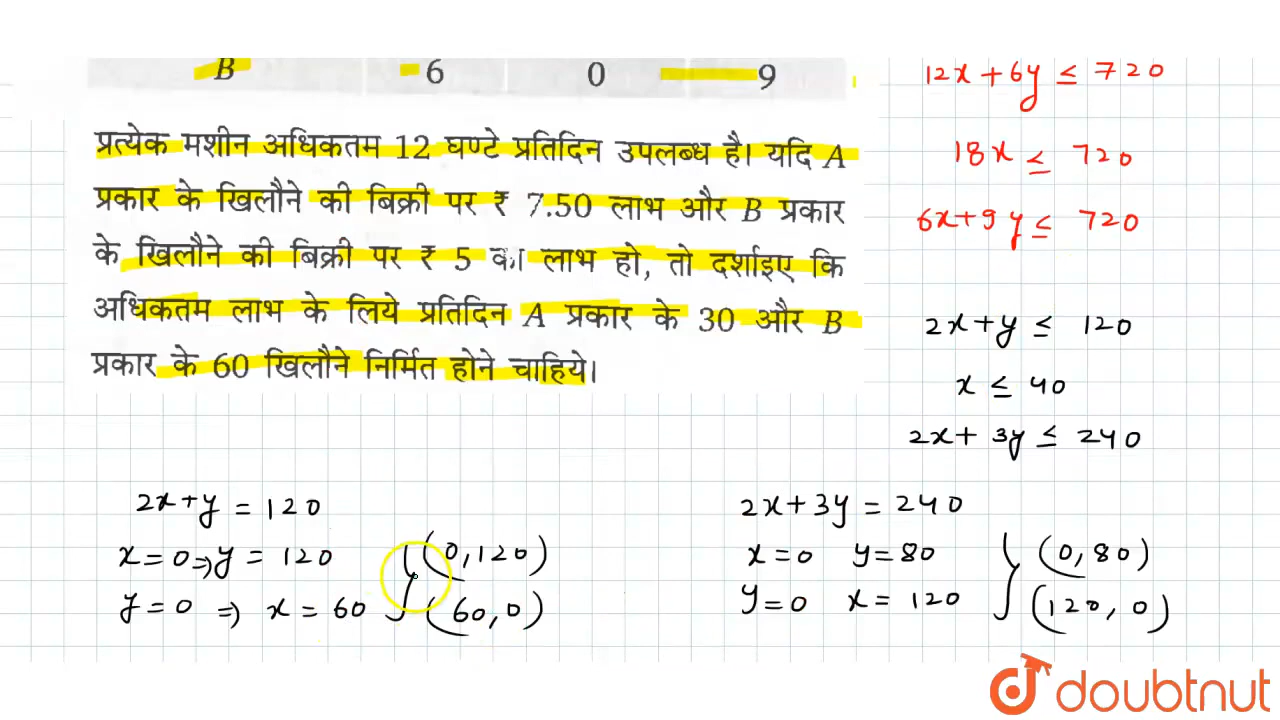 B 6 0 9
प्रत्येक मशीन अधिकतम 12 घण्टे प्रतिदिन उपलब्ध है। यदि A
प्रकार के खिलौने की बिक्री पर ₹ 7.50 लाभ और B प्रकार
के खिलौने की बिक्री पर ₹ 5 का लाभ हो, तो दर्शाइए कि
अधिकतम लाभ के लिये प्रतिदिन A प्रकार के 30 और B
प्रकार के 60 खिलौने निर्मित होने चाहिये।
12x + 6y ≤ 720
18x ≤ 720
6x + 9y ≤ 720
2x + y ≤ 120
x ≤ 40
2x + 3y ≤ 240
2x + y = 120
x = 0 ⇒ y = 120 (0, 120)
y = 0 ⇒ x = 60 (60, 0)
2x + 3y = 240
x = 0 y = 80 (0, 80)
y = 0 x = 120 (120, 0)
doubtnut